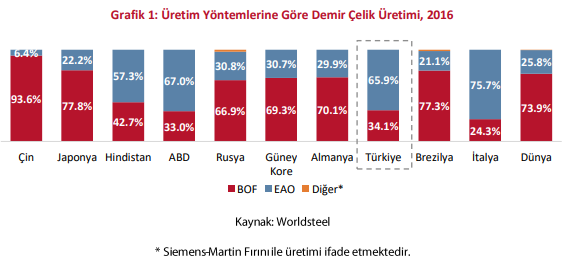 Grafik 1: Üretim Yöntemlerine Göre Demir Çelik Üretimi, 2016
6.4% 22.2% 57.3% 67.0% 30.8% 30.7% 29.9% 65.9% 21.1% 75.7% 25.8%
93.6% 77.8% 42.7% 33.0% 66.9% 69.3% 70.1% 34.1% 77.3% 24.3% 73.9%
Çin Japonya Hindistan ABD Rusya Güney Kore Almanya Türkiye Brezilya İtalya Dünya
BOF EAO Diğer*
Kaynak: Worldsteel
* Siemens-Martin Fırını ile üretimi ifade etmektedir.